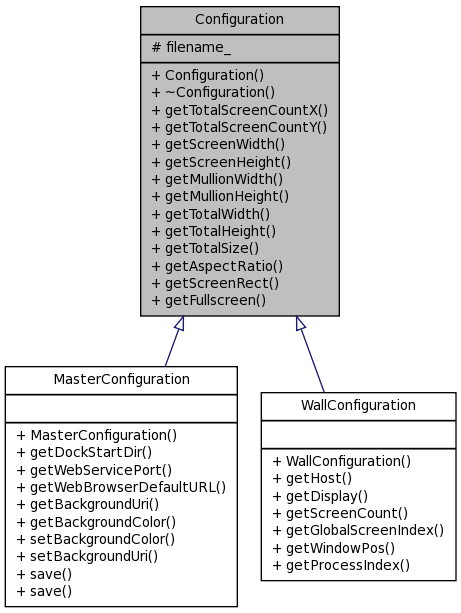 Configuration
# filename_
+ Configuration()
+ ~Configuration()
+ getTotalScreenCountX()
+ getTotalScreenCountY()
+ getScreenWidth()
+ getScreenHeight()
+ getMullionWidth()
+ getMullionHeight()
+ getTotalWidth()
+ getTotalHeight()
+ getTotalSize()
+ getAspectRatio()
+ getScreenRect()
+ getFullscreen()
MasterConfiguration
+ MasterConfiguration()
+ getDockStartDir()
+ getWebServicePort()
+ getWebBrowserDefaultURL()
+ getBackgroundUri()
+ getBackgroundColor()
+ setBackgroundColor()
+ setBackgroundUri()
+ save()
+ save()
WallConfiguration
+ WallConfiguration()
+ getHost()
+ getDisplay()
+ getScreenCount()
+ getGlobalScreenIndex()
+ getWindowPos()
+ getProcessIndex()